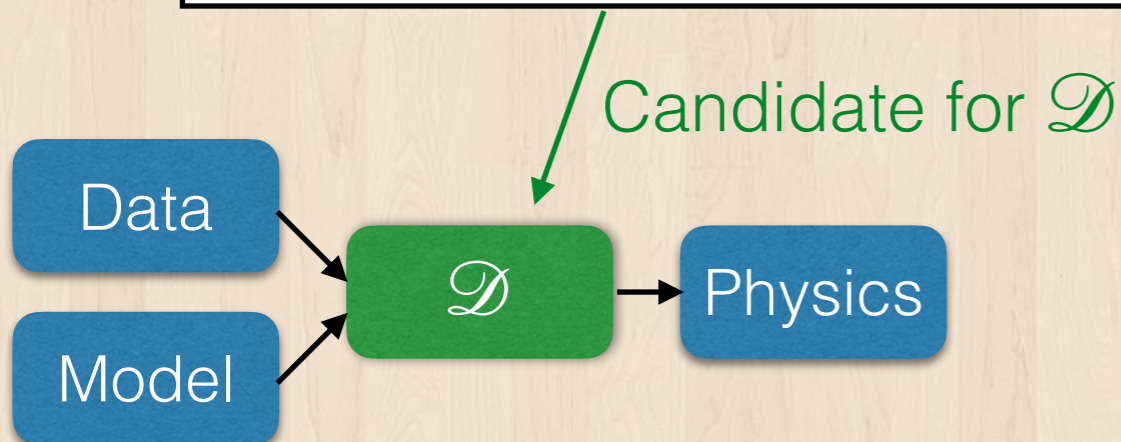 Candidate for 𝒟
Data
𝒟
Physics
Model